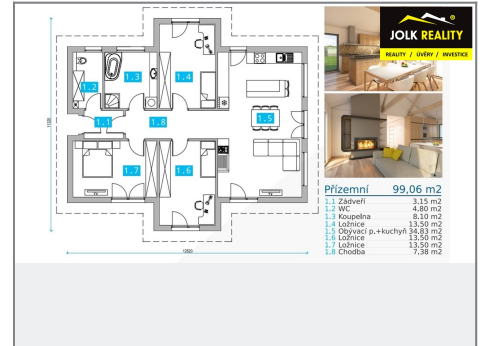 JOLK REALITY
®
REALITY / ÚVĚRY / INVESTICE
1.2
1.3
1.4
1.1
1.8
1.5
1.7
1.6
Přízemní 99,06 m2
1.1 Zádveří 3,15 m2
1.2 WC 4,80 m2
1.3 Koupelna 8,10 m2
1.4 Ložnice 13,50 m2
1.5 Obývací p.+kuchyň 34,83 m2
1.6 Ložnice 13,50 m2
1.7 Ložnice 13,50 m2
1.8 Chodba 7,38 m2